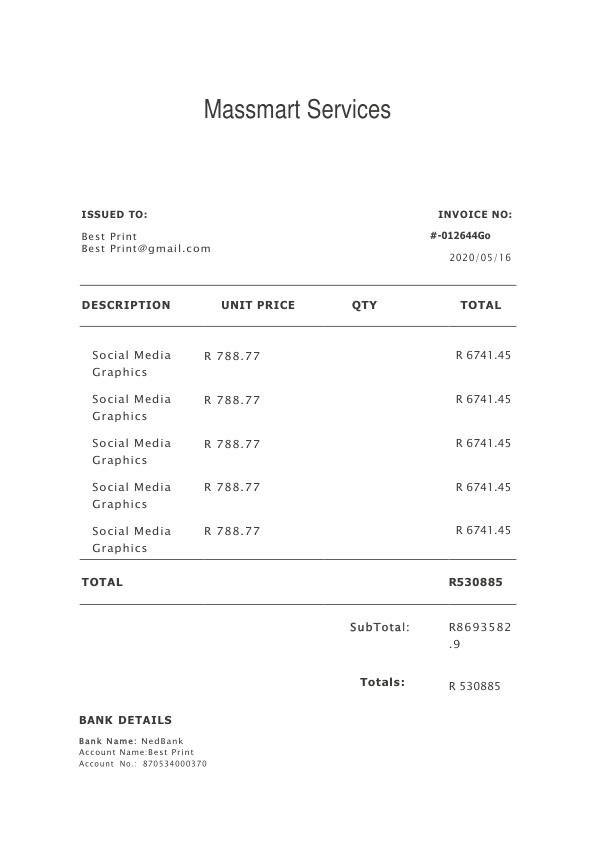 Massmart Services
ISSUED TO: INVOICE NO:
Best Print #-012644Go
Best Print@gmail.com
2020/05/16
DESCRIPTION UNIT PRICE QTY TOTAL
Social Media R 788.77 R 6741.45
Graphics
Social Media R 788.77 R 6741.45
Graphics
Social Media R 788.77 R 6741.45
Graphics
Social Media R 788.77 R 6741.45
Graphics
Social Media R 788.77 R 6741.45
Graphics
TOTAL R530885
SubTotal: R8693582
.9
Totals: R 530885
BANK DETAILS
Bank Name: NedBank
Account Name:Best Print
Account No.: 870534000370